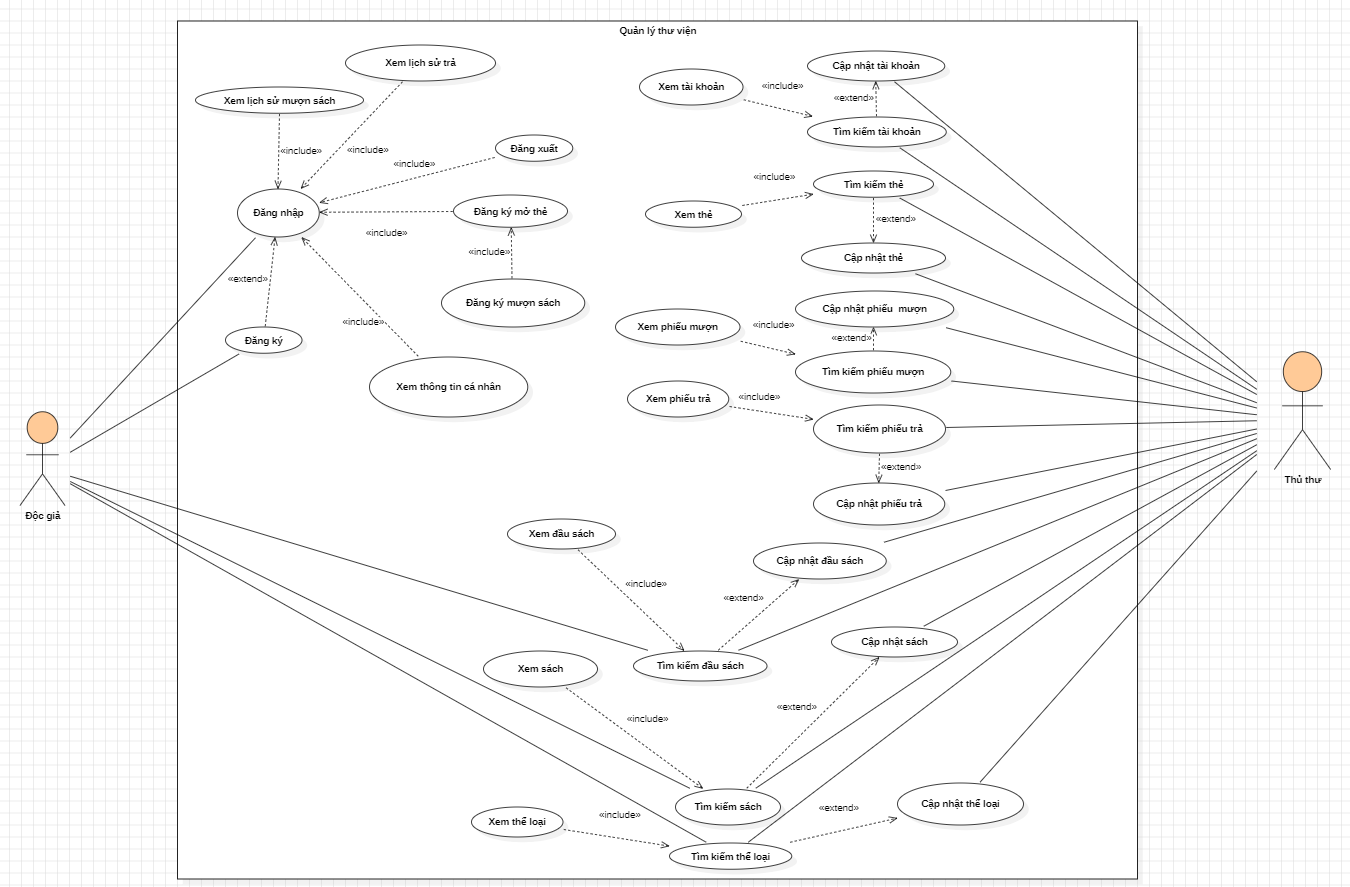 Quản lý thư viện
Xem lịch sử trả
Xem lịch sử mượn sách
«include»
«include»
«include»
Đăng xuất
Đăng nhập
Đăng ký mở thẻ
«include»
«include»
«extend»
Đăng ký mượn sách
«include»
Đăng ký
Xem thông tin cá nhân
Độc giả
Cập nhật tài khoản
Xem tài khoản
«include»
«extend»
Tìm kiếm tài khoản
«include»
Tìm kiếm thẻ
Xem thẻ
«extend»
Cập nhật thẻ
Cập nhật phiếu mượn
Xem phiếu mượn
«include»
«extend»
Tìm kiếm phiếu mượn
Xem phiếu trả
«include»
Tìm kiếm phiếu trả
«extend»
Cập nhật phiếu trả
Thủ thư
Xem đầu sách
Cập nhật đầu sách
«include»
«extend»
Cập nhật sách
Tìm kiếm đầu sách
Xem sách
«include»
«extend»
Tìm kiếm sách
Cập nhật thể loại
Xem thể loại
«include»
«extend»
Tìm kiếm thể loại